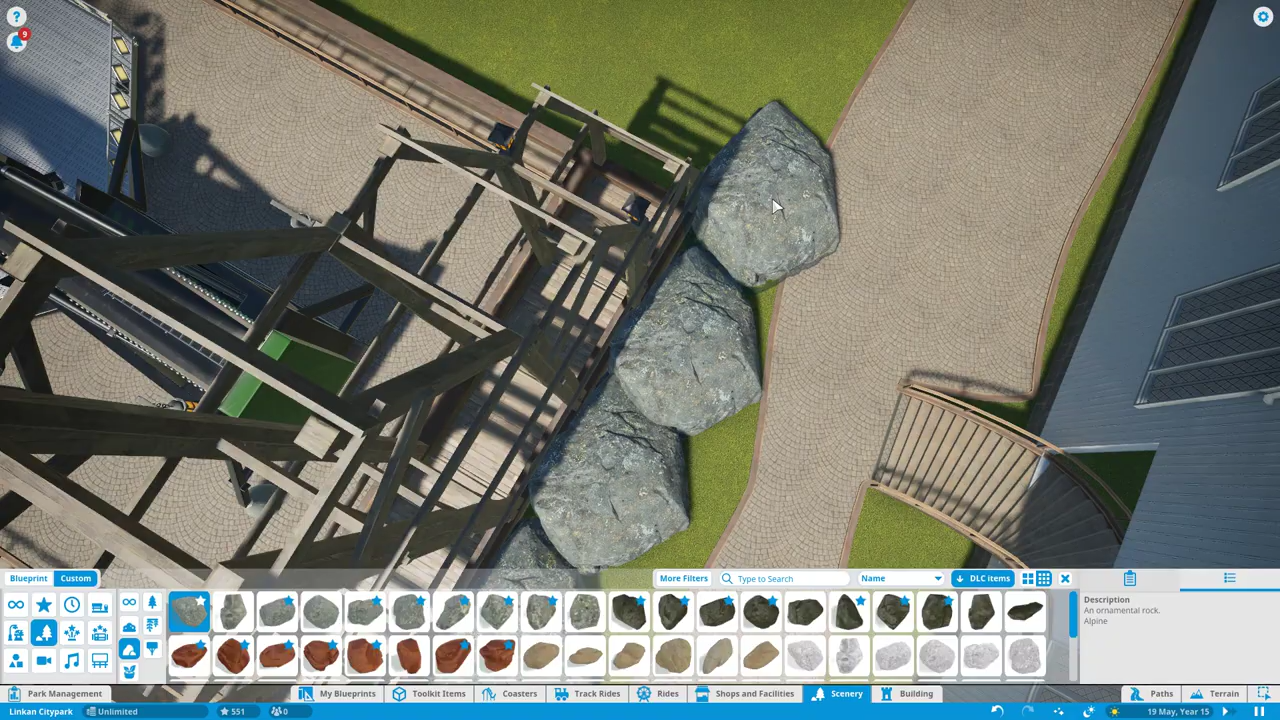 ?
9
Blueprint
Custom
More Filters
Type to Search
Name
DLC items
Description
An ornamental rock.
Alpine
Park Management
My Blueprints
Toolkit Items
Coasters
Track Rides
Rides
Shops and Facilities
Scenery
Building
Paths
Terrain
Linkan Citypark
Unlimited
551
0
19 May, Year 15